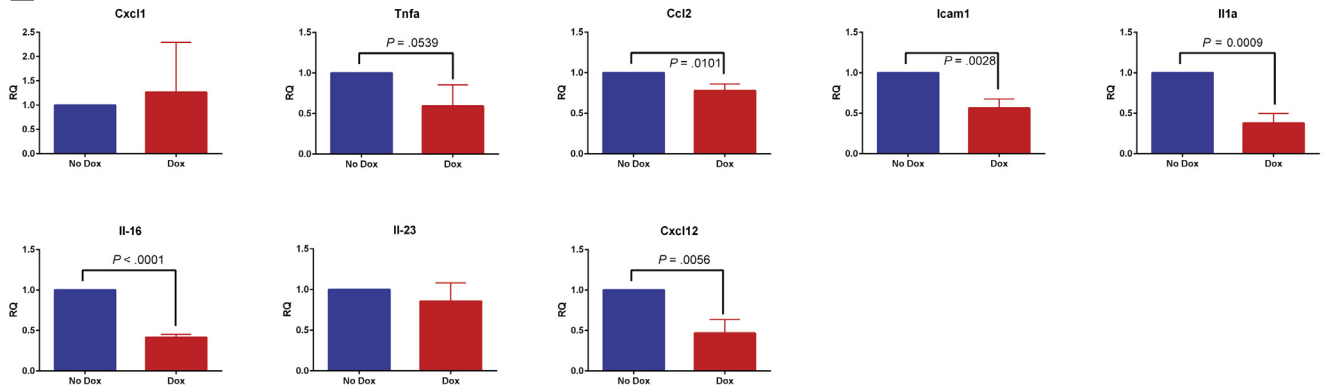 Cxcl1
2.5
2.0
1.5
1.0
0.5
0.0
RQ
No Dox
Dox
Tnfa
P = .0539
1.5
1.0
0.5
0.0
RQ
No Dox
Dox
Ccl2
P = .0101
1.5
1.0
0.5
0.0
RQ
No Dox
Dox
Icam1
P = .0028
1.5
1.0
0.5
0.0
RQ
No Dox
Dox
Il1a
P = 0.0009
1.5
1.0
0.5
0.0
RQ
No Dox
Dox
Il-16
P < .0001
1.5
1.0
0.5
0.0
RQ
No Dox
Dox
Il-23
1.5
1.0
0.5
0.0
RQ
No Dox
Dox
Cxcl12
P = .0056
1.5
1.0
0.5
0.0
RQ
No Dox
Dox